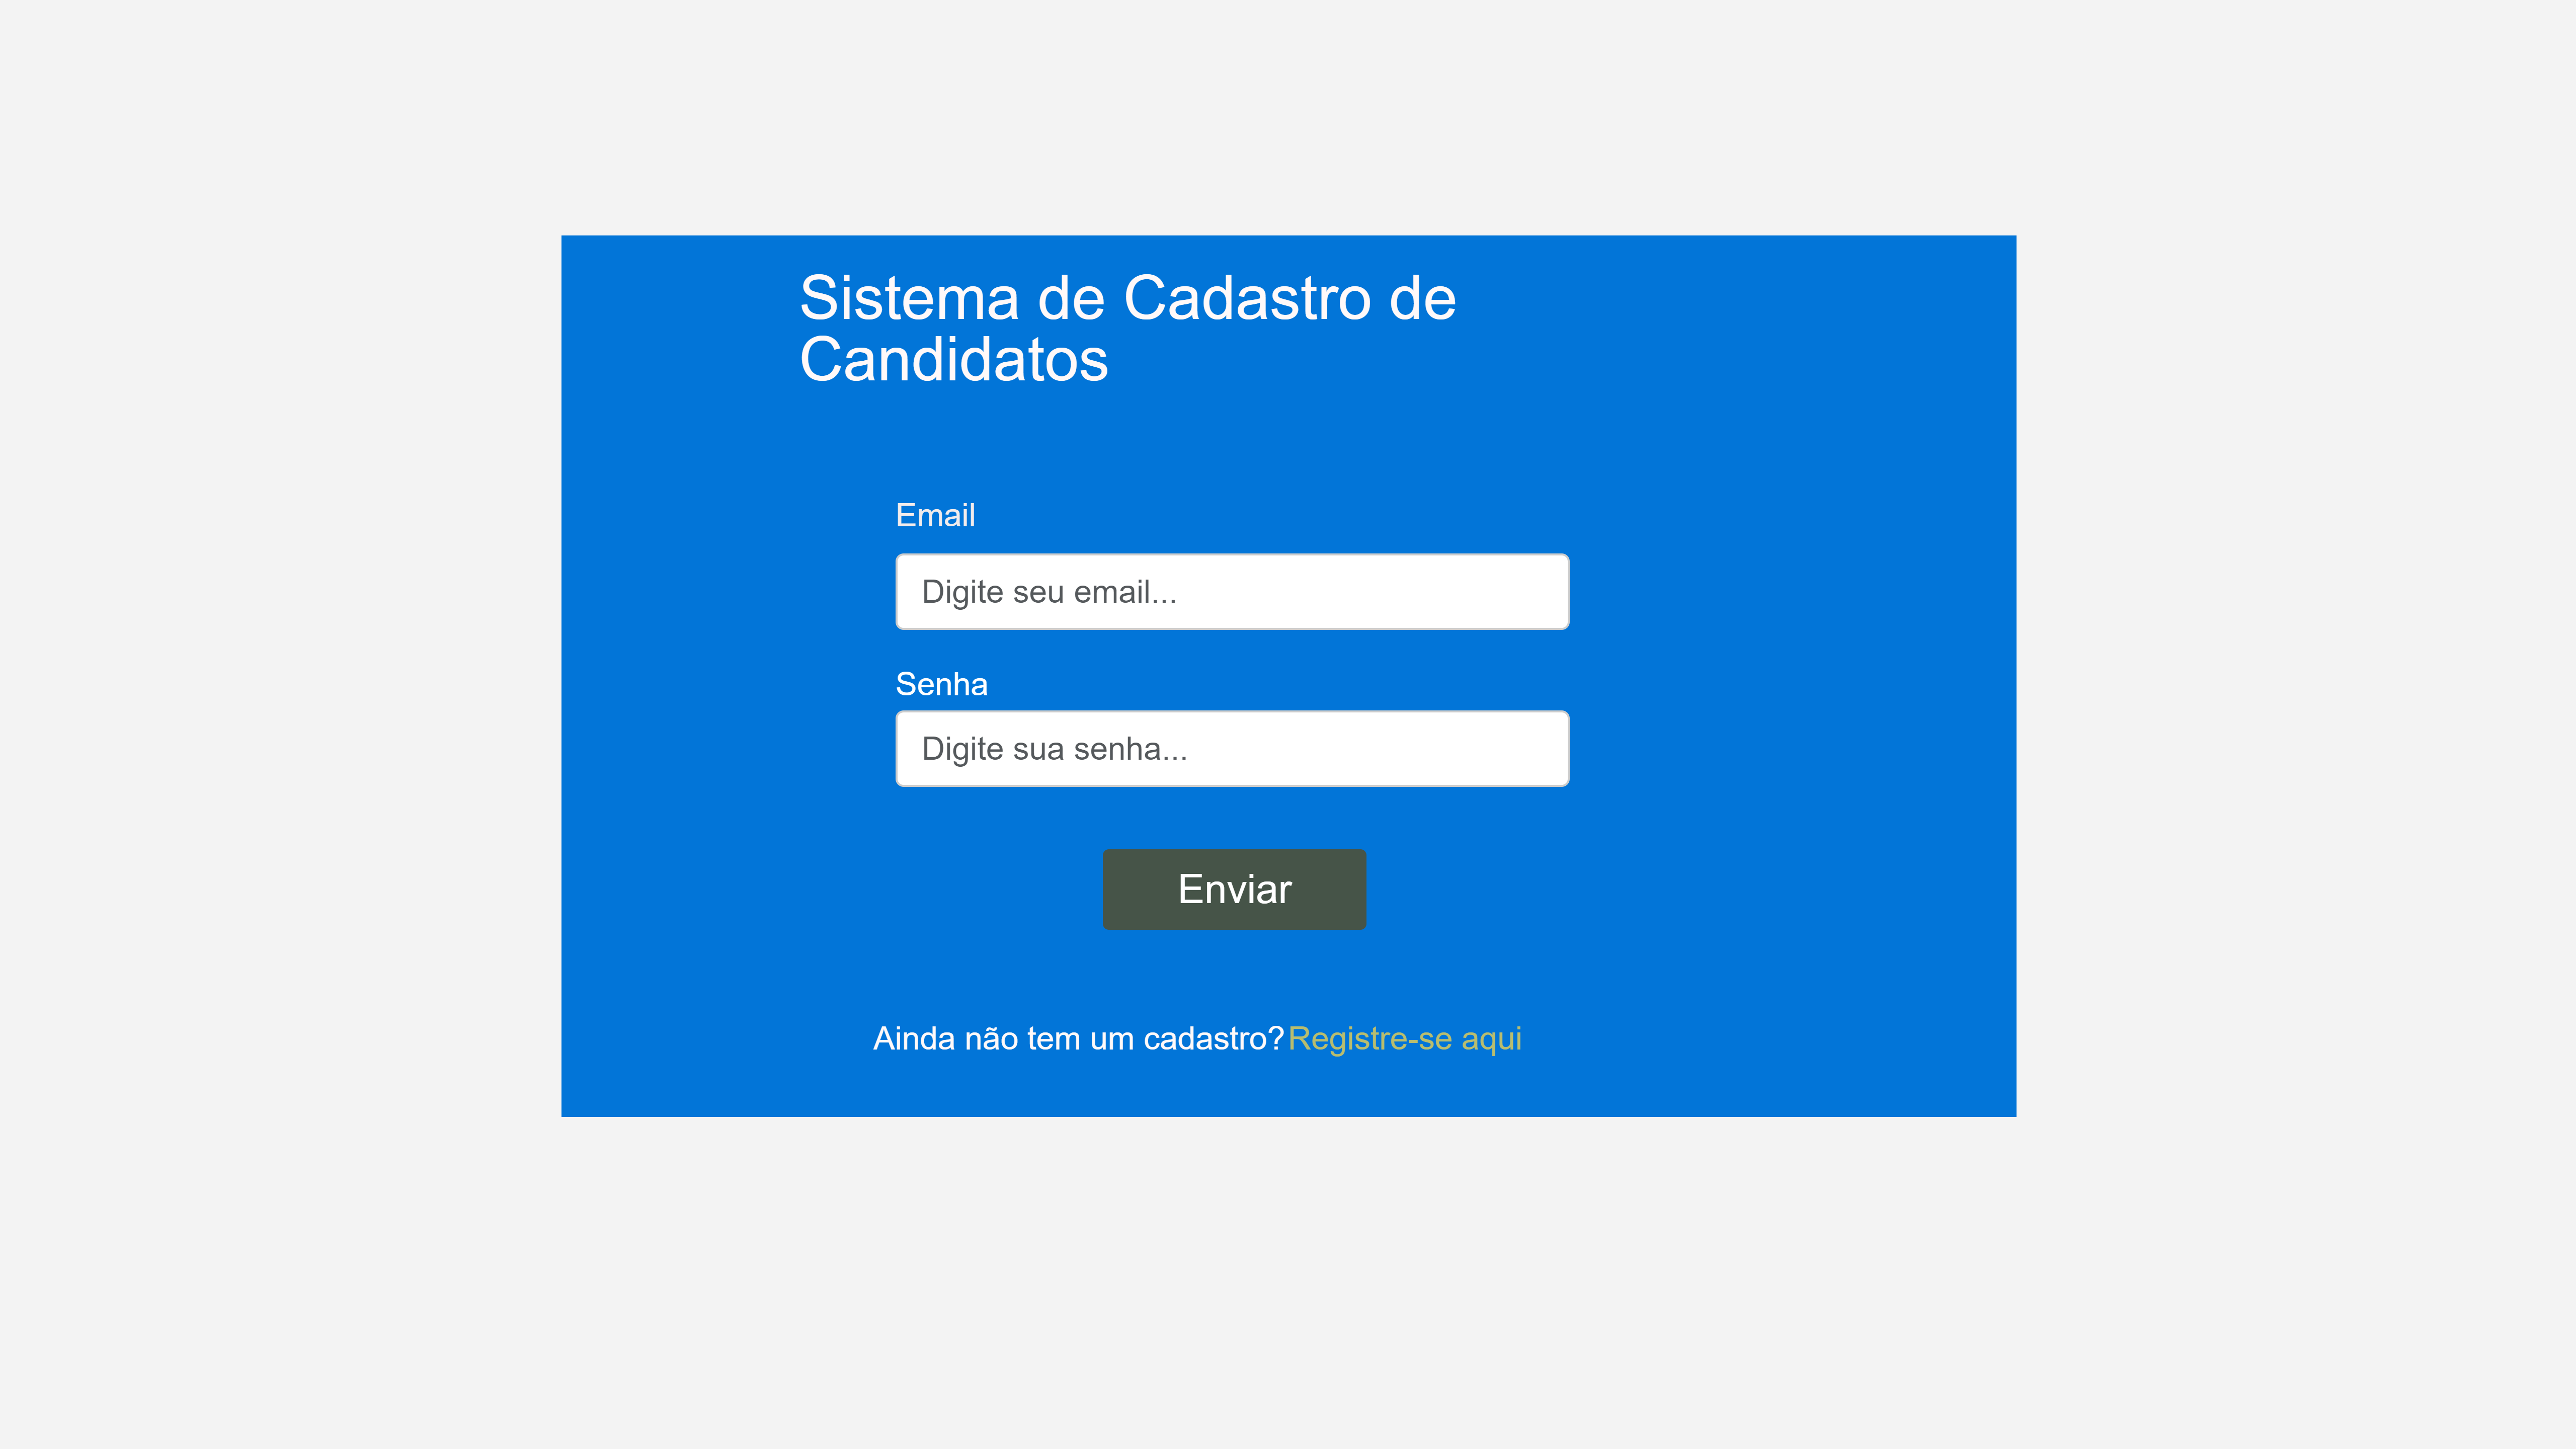 Sistema de Cadastro de
Candidatos
Email
Digite seu email...
Senha
Digite sua senha...
Enviar
Ainda não tem um cadastro? Registre-se aqui